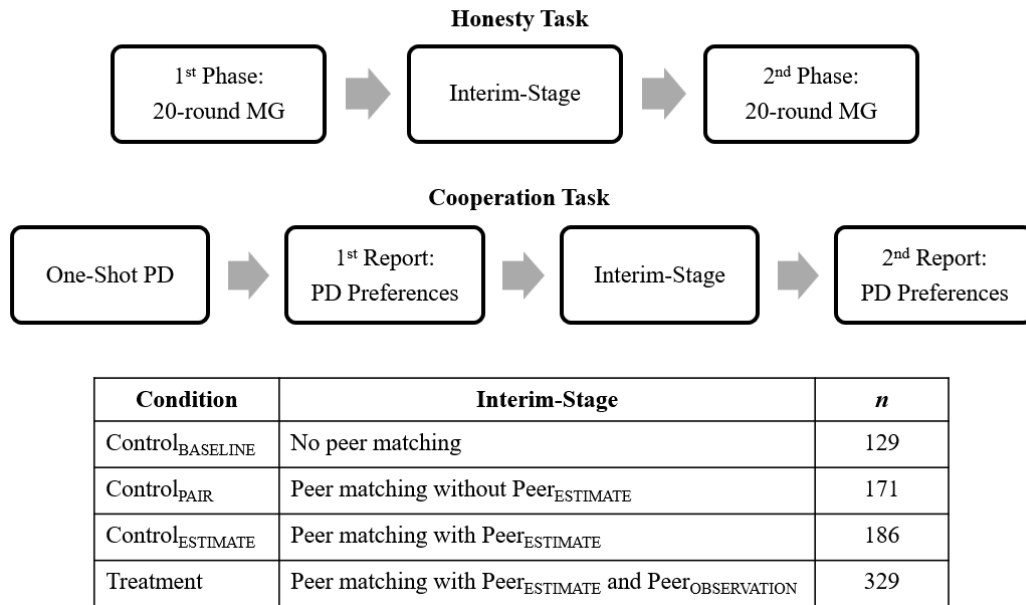 Honesty Task
1st Phase:
20-round MG
Interim-Stage
2nd Phase:
20-round MG
Cooperation Task
One-Shot PD
1st Report:
PD Preferences
Interim-Stage
2nd Report:
PD Preferences
Condition Interim-Stage n
ControlBASELINE No peer matching 129
ControlPAIR Peer matching without PeerESTIMATE 171
ControlESTIMATE Peer matching with PeerESTIMATE 186
Treatment Peer matching with PeerESTIMATE and PeerOBSERVATION 329